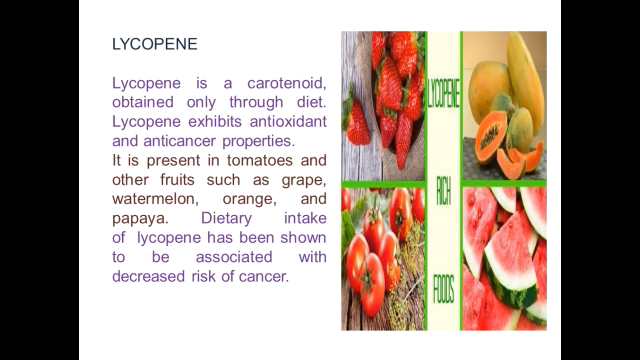 LYCOPENE
Lycopene is a carotenoid,
obtained only through diet.
Lycopene exhibits antioxidant
and anticancer properties.
It is present in tomatoes and
other fruits such as grape,
watermelon, orange, and
papaya. Dietary intake
of lycopene has been shown
to be associated with
decreased risk of cancer.
LYCOPENE
RICH
FOODS